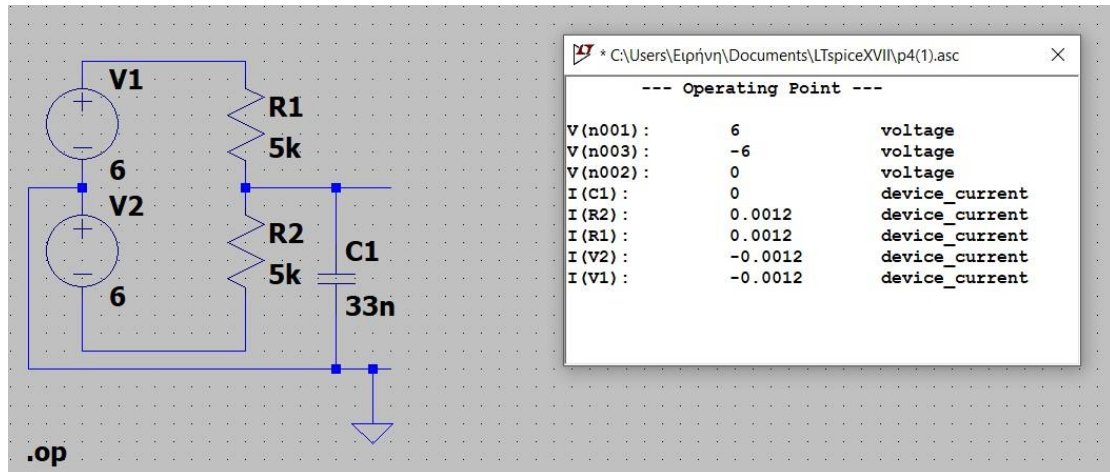 V1
6
V2
6
R1
5k
R2
5k
C1
33n
.op
* C:\Users\Ειρήνη\Documents\LTspiceXVII\p4(1).asc
--- Operating Point ---
V(n001): 6 voltage
V(n003): -6 voltage
V(n002): 0 voltage
I(C1): 0 device_current
I(R2): 0.0012 device_current
I(R1): 0.0012 device_current
I(V2): -0.0012 device_current
I(V1): -0.0012 device_current